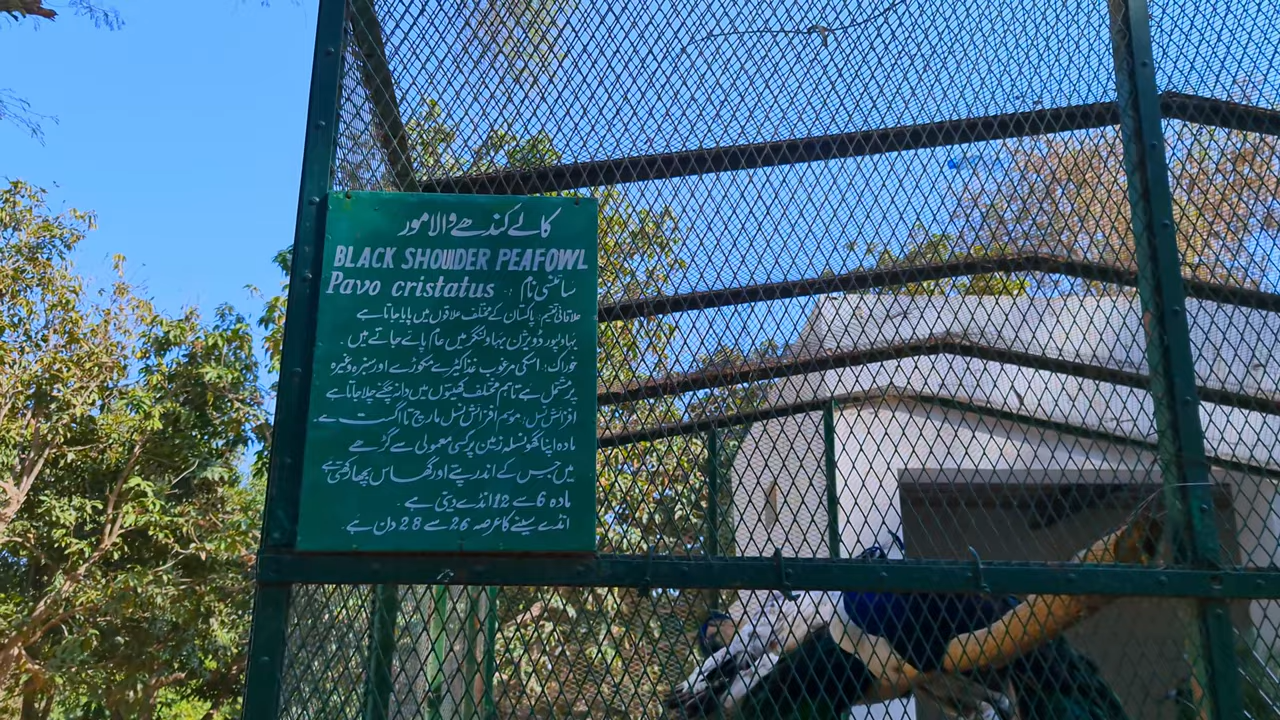 کالے کندھے والا مور
BLACK SHOULDER PEAFOWL
Pavo cristatus : سائنسی نام
علاقائی تقسیم: پاکستان کے مختلف علاقوں میں پایا جاتا ہے
بہاولپور ڈویژن بہاولنگر میں عام پائے جاتے ہیں.
خوراک: اسکی مرغوب غذا کیڑے مکوڑے اور سبزہ وغیرہ
پر مشتمل ہے تاہم مختلف کھیتوں میں دانہ چگنے چلا جاتا ہے
افزائش نسل: موسم افزائش نسل مارچ تا اگست ہے.
مادہ اپنا گھونسلہ زمین پر کسی معمولی سے گڑھے
میں جس کے اندر پتے اور گھاس بچھا رکھی ہے
مادہ 6 سے 12 انڈے دیتی ہے.
انڈے سینے کا عرصہ 26 سے 28 دن ہے.